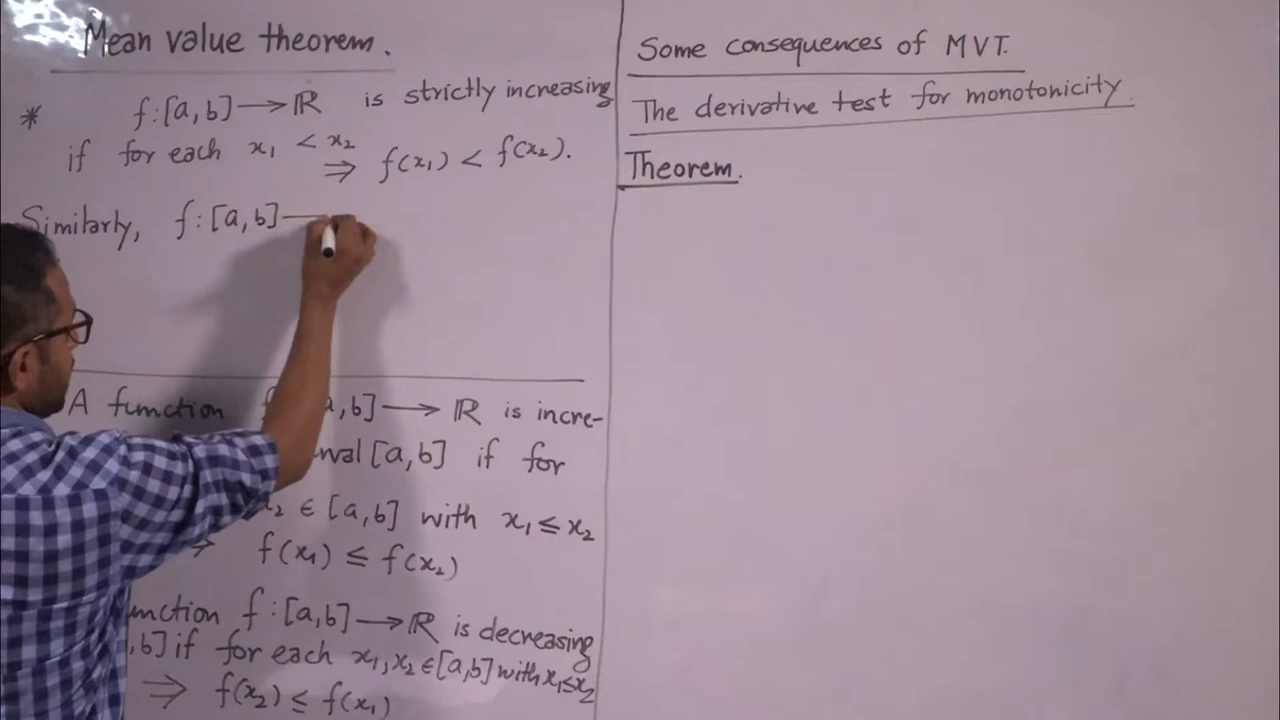 Mean value theorem.
* f:[a,b]⟶ℝ is strictly increasing
if for each x₁ < x₂
⇒ f(x₁) < f(x₂).
Similarly, f:[a,b]—
A function [a,b]⟶ℝ is incre-
[a,b] if for
x₂ ∈ [a,b] with x₁ ≤ x₂
⇒ f(x₁) ≤ f(x₂)
f:[a,b]⟶ℝ is decreasing
,b] if for each x₁,x₂∈[a,b] with x₁≤x₂
⇒ f(x₂) ≤ f(x₁)
Some consequences of MVT.
The derivative test for monotonicity.
Theorem.